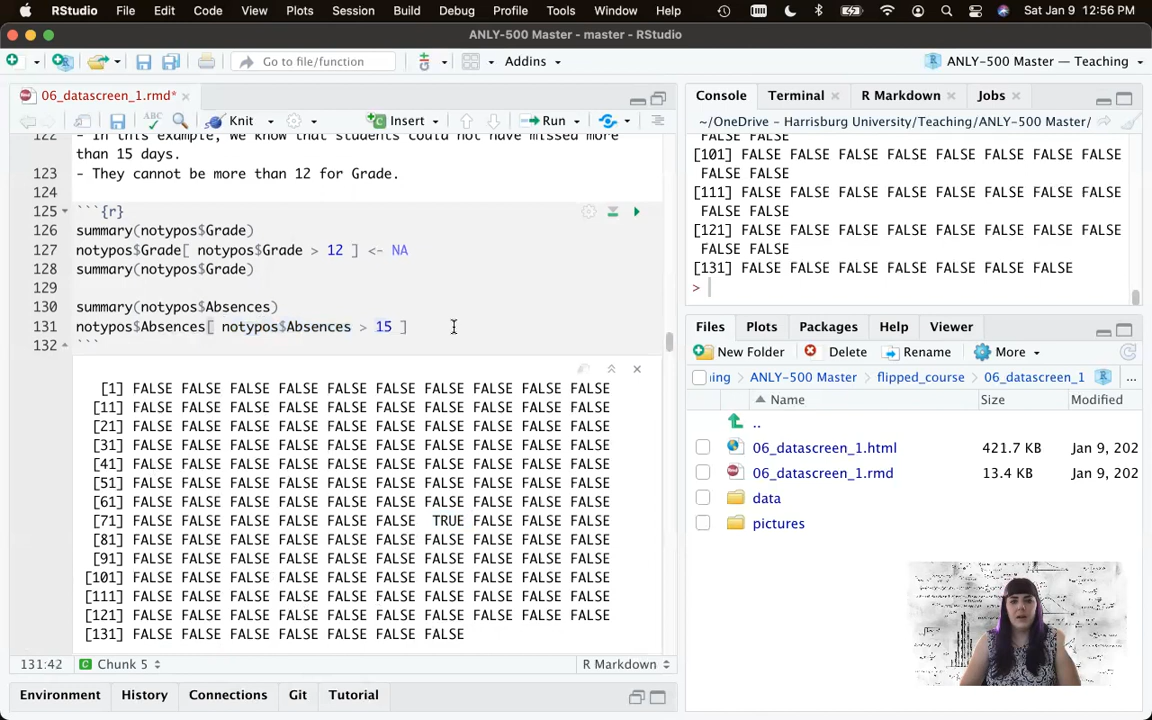 RStudio File Edit Code View Plots Session Build Debug Profile Tools Window Help Sat Jan 9 12:56 PM
ANLY-500 Master - master - RStudio
Go to file/function Addins ANLY-500 Master — Teaching
06_datascreen_1.rmd*
ABC Knit Insert Run
122 - In this example, we know that students could not have missed more
than 15 days.
123 - They cannot be more than 12 for Grade.
124
125 ```{r}
126 summary(notypos$Grade)
127 notypos$Grade[ notypos$Grade > 12 ] <- NA
128 summary(notypos$Grade)
129
130 summary(notypos$Absences)
131 notypos$Absences[ notypos$Absences > 15 ]
132 ```
[1] FALSE FALSE FALSE FALSE FALSE FALSE FALSE FALSE FALSE FALSE
[11] FALSE FALSE FALSE FALSE FALSE FALSE FALSE FALSE FALSE FALSE
[21] FALSE FALSE FALSE FALSE FALSE FALSE FALSE FALSE FALSE FALSE
[31] FALSE FALSE FALSE FALSE FALSE FALSE FALSE FALSE FALSE FALSE
[41] FALSE FALSE FALSE FALSE FALSE FALSE FALSE FALSE FALSE FALSE
[51] FALSE FALSE FALSE FALSE FALSE FALSE FALSE FALSE FALSE FALSE
[61] FALSE FALSE FALSE FALSE FALSE FALSE FALSE FALSE FALSE FALSE
[71] FALSE FALSE FALSE FALSE FALSE FALSE TRUE FALSE FALSE FALSE
[81] FALSE FALSE FALSE FALSE FALSE FALSE FALSE FALSE FALSE FALSE
[91] FALSE FALSE FALSE FALSE FALSE FALSE FALSE FALSE FALSE FALSE
[101] FALSE FALSE FALSE FALSE FALSE FALSE FALSE FALSE FALSE FALSE
[111] FALSE FALSE FALSE FALSE FALSE FALSE FALSE FALSE FALSE FALSE
[121] FALSE FALSE FALSE FALSE FALSE FALSE FALSE FALSE FALSE FALSE
[131] FALSE FALSE FALSE FALSE FALSE FALSE FALSE
131:42 Chunk 5 R Markdown
Environment History Connections Git Tutorial
Console Terminal R Markdown Jobs
~/OneDrive - Harrisburg University/Teaching/ANLY-500 Master/
FALSE FALSE
[101] FALSE FALSE FALSE FALSE FALSE FALSE FALSE FALSE
FALSE FALSE
[111] FALSE FALSE FALSE FALSE FALSE FALSE FALSE FALSE
FALSE FALSE
[121] FALSE FALSE FALSE FALSE FALSE FALSE FALSE FALSE
FALSE FALSE
[131] FALSE FALSE FALSE FALSE FALSE FALSE FALSE
>
Files Plots Packages Help Viewer
New Folder Delete Rename More
ing ANLY-500 Master flipped_course 06_datascreen_1 ...
Name Size Modified
..
06_datascreen_1.html 421.7 KB Jan 9, 202
06_datascreen_1.rmd 13.4 KB Jan 9, 202
data
pictures